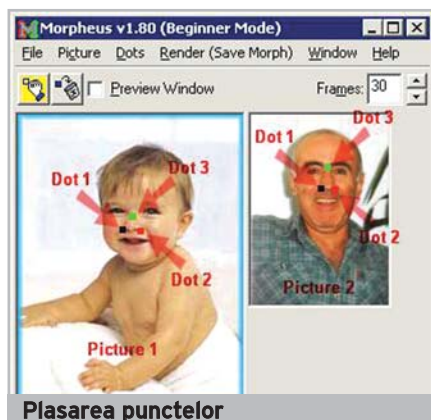 Morpheus v1.80 (Beginner Mode)
File Picture Dots Render (Save Morph) Window Help
Preview Window Frames: 30
Dot 1
Dot 3
Dot 2
Picture 1
Dot 3
Dot 1
Dot 2
Picture 2
Plasarea punctelor